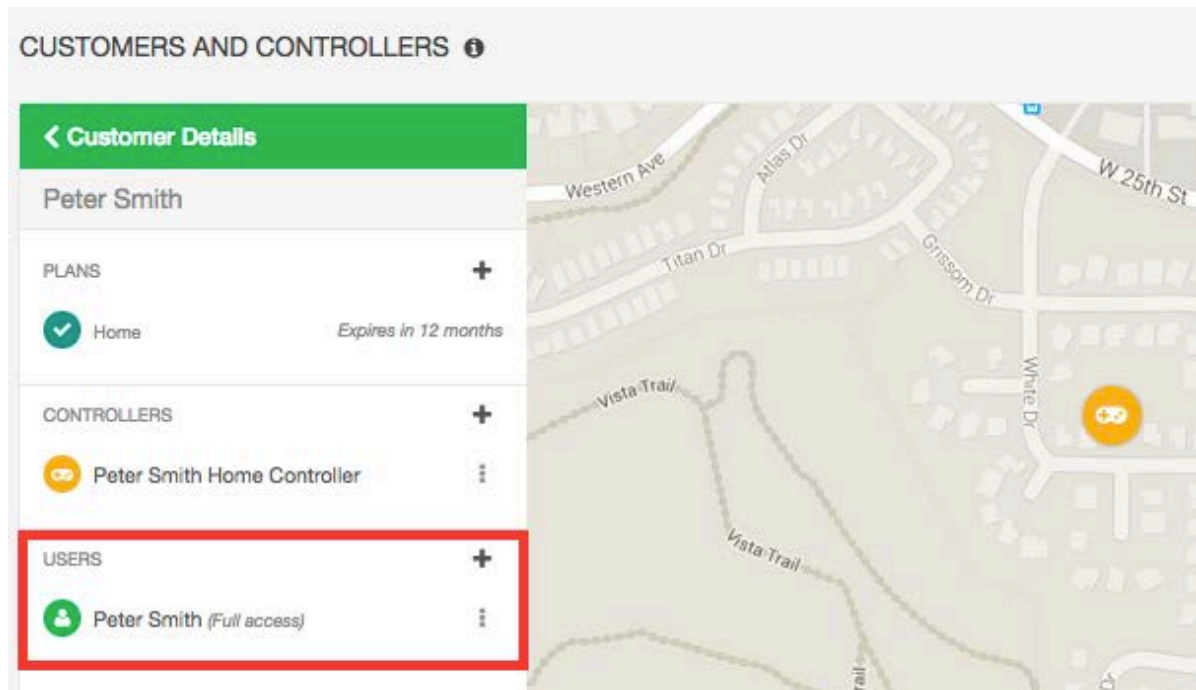 CUSTOMERS AND CONTROLLERS
Customer Details
Peter Smith
PLANS
Home Expires in 12 months
CONTROLLERS
Peter Smith Home Controller
USERS
Peter Smith (Full access)
Western Ave
Atlas Dr
W 25th St
Titan Dr
Grissom Dr
Vista Trail
White Dr
Vista Trail
rail
Dr